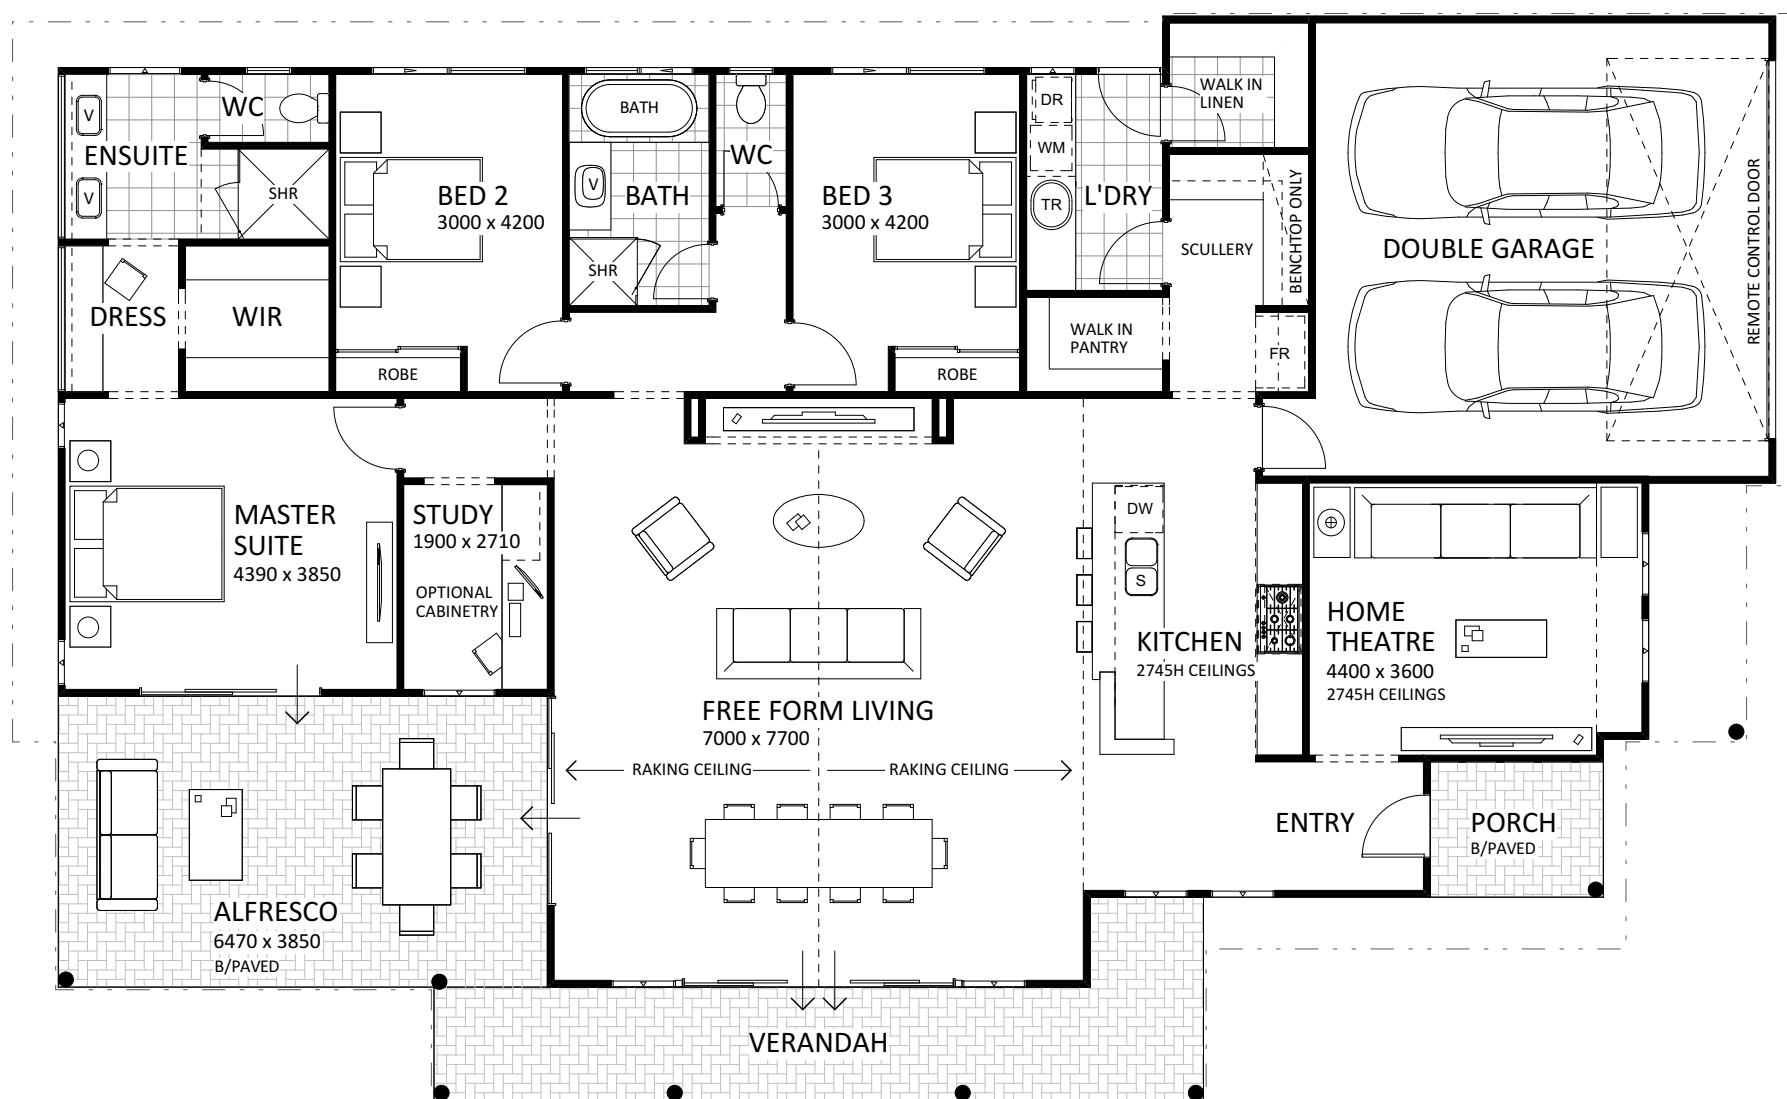 WC
V
ENSUITE
V
SHR
DRESS
WIR
BED 2
3000 x 4200
ROBE
BATH
V
BATH
SHR
WC
BED 3
3000 x 4200
ROBE
DR
WM
TR
L'DRY
WALK IN
LINEN
SCULLERY
BENCHTOP ONLY
WALK IN
PANTRY
FR
DOUBLE GARAGE
REMOTE CONTROL DOOR
MASTER
SUITE
4390 x 3850
STUDY
1900 x 2710
OPTIONAL
CABINETRY
DW
S
KITCHEN
2745H CEILINGS
HOME
THEATRE
4400 x 3600
2745H CEILINGS
FREE FORM LIVING
7000 x 7700
RAKING CEILING
RAKING CEILING
ENTRY
PORCH
B/PAVED
ALFRESCO
6470 x 3850
B/PAVED
VERANDAH